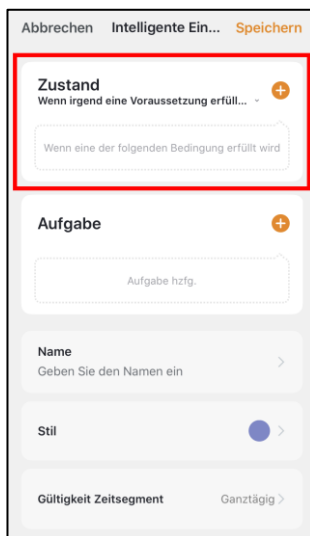 Abbrechen Intelligente Ein... Speichern
Zustand
Wenn irgend eine Voraussetzung erfüll...
Wenn eine der folgenden Bedingung erfüllt wird
Aufgabe
Aufgabe hzfg.
Name
Geben Sie den Namen ein
Stil
Gültigkeit Zeitsegment Ganztägig